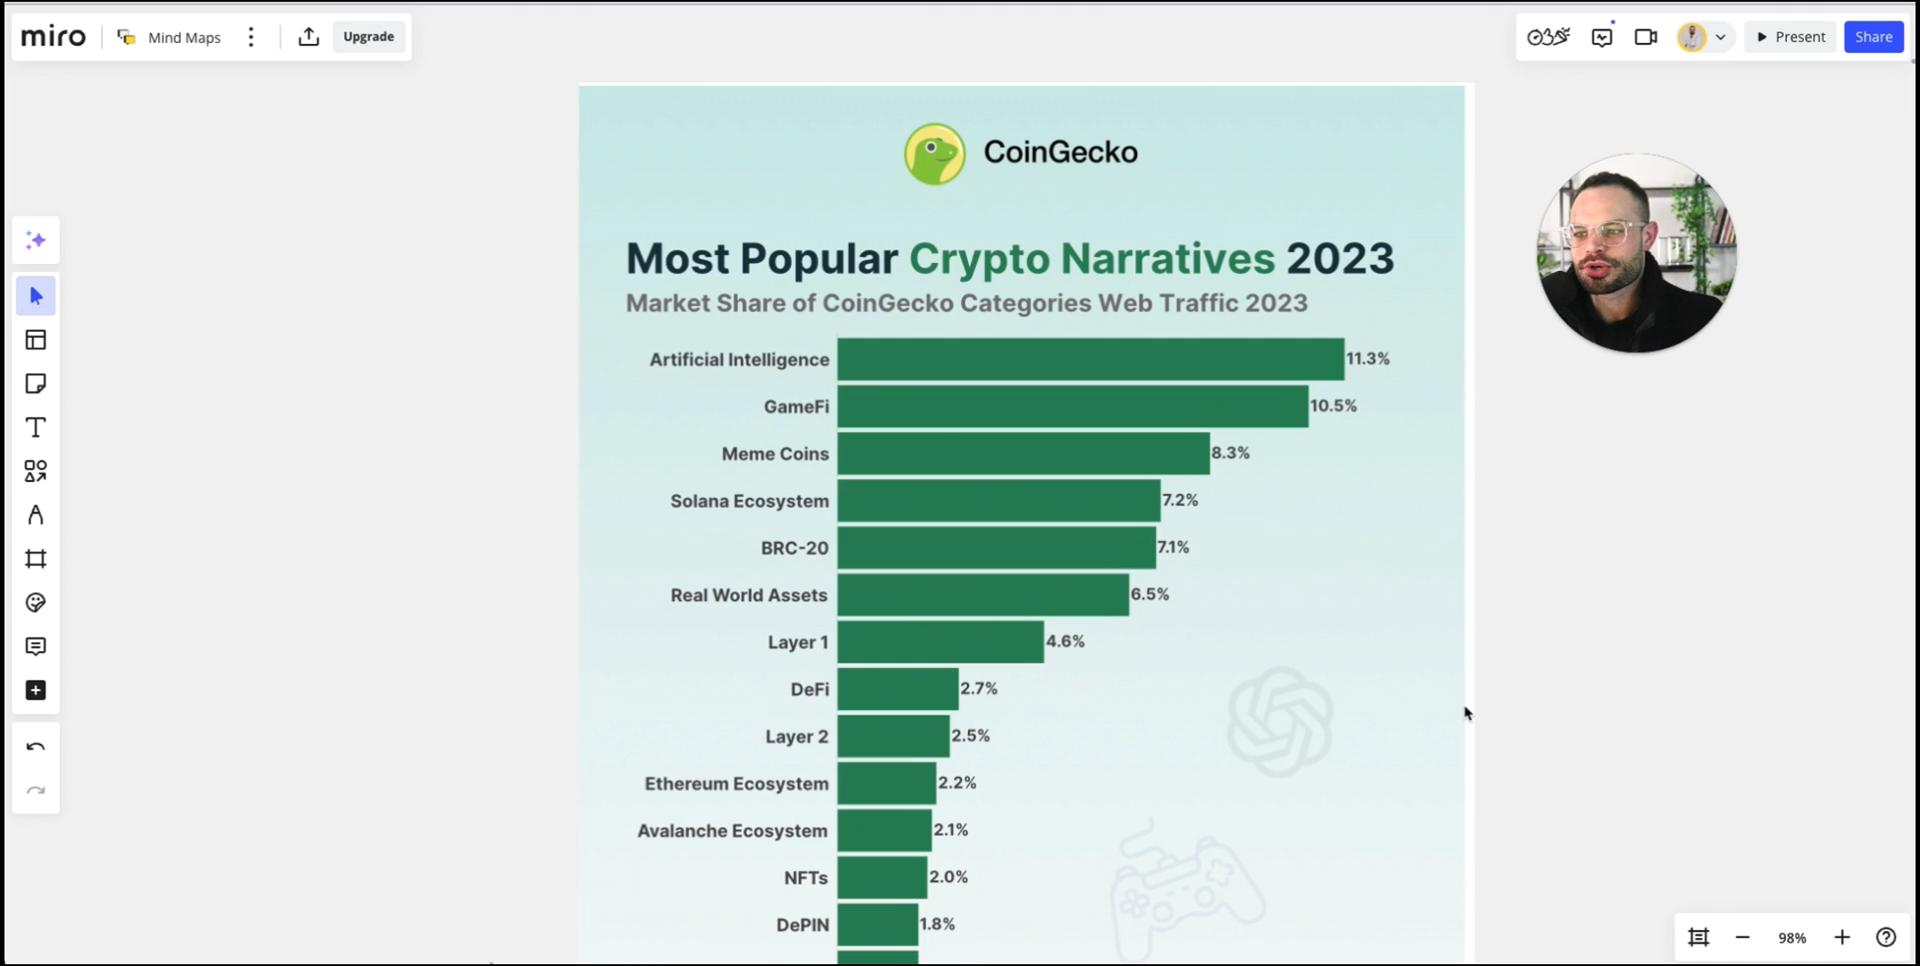 miro
Mind Maps
Upgrade
Present
Share
CoinGecko
Most Popular Crypto Narratives 2023
Market Share of CoinGecko Categories Web Traffic 2023
Artificial Intelligence 11.3%
GameFi 10.5%
Meme Coins 8.3%
Solana Ecosystem 7.2%
BRC-20 7.1%
Real World Assets 6.5%
Layer 1 4.6%
DeFi 2.7%
Layer 2 2.5%
Ethereum Ecosystem 2.2%
Avalanche Ecosystem 2.1%
NFTs 2.0%
DePIN 1.8%
98%